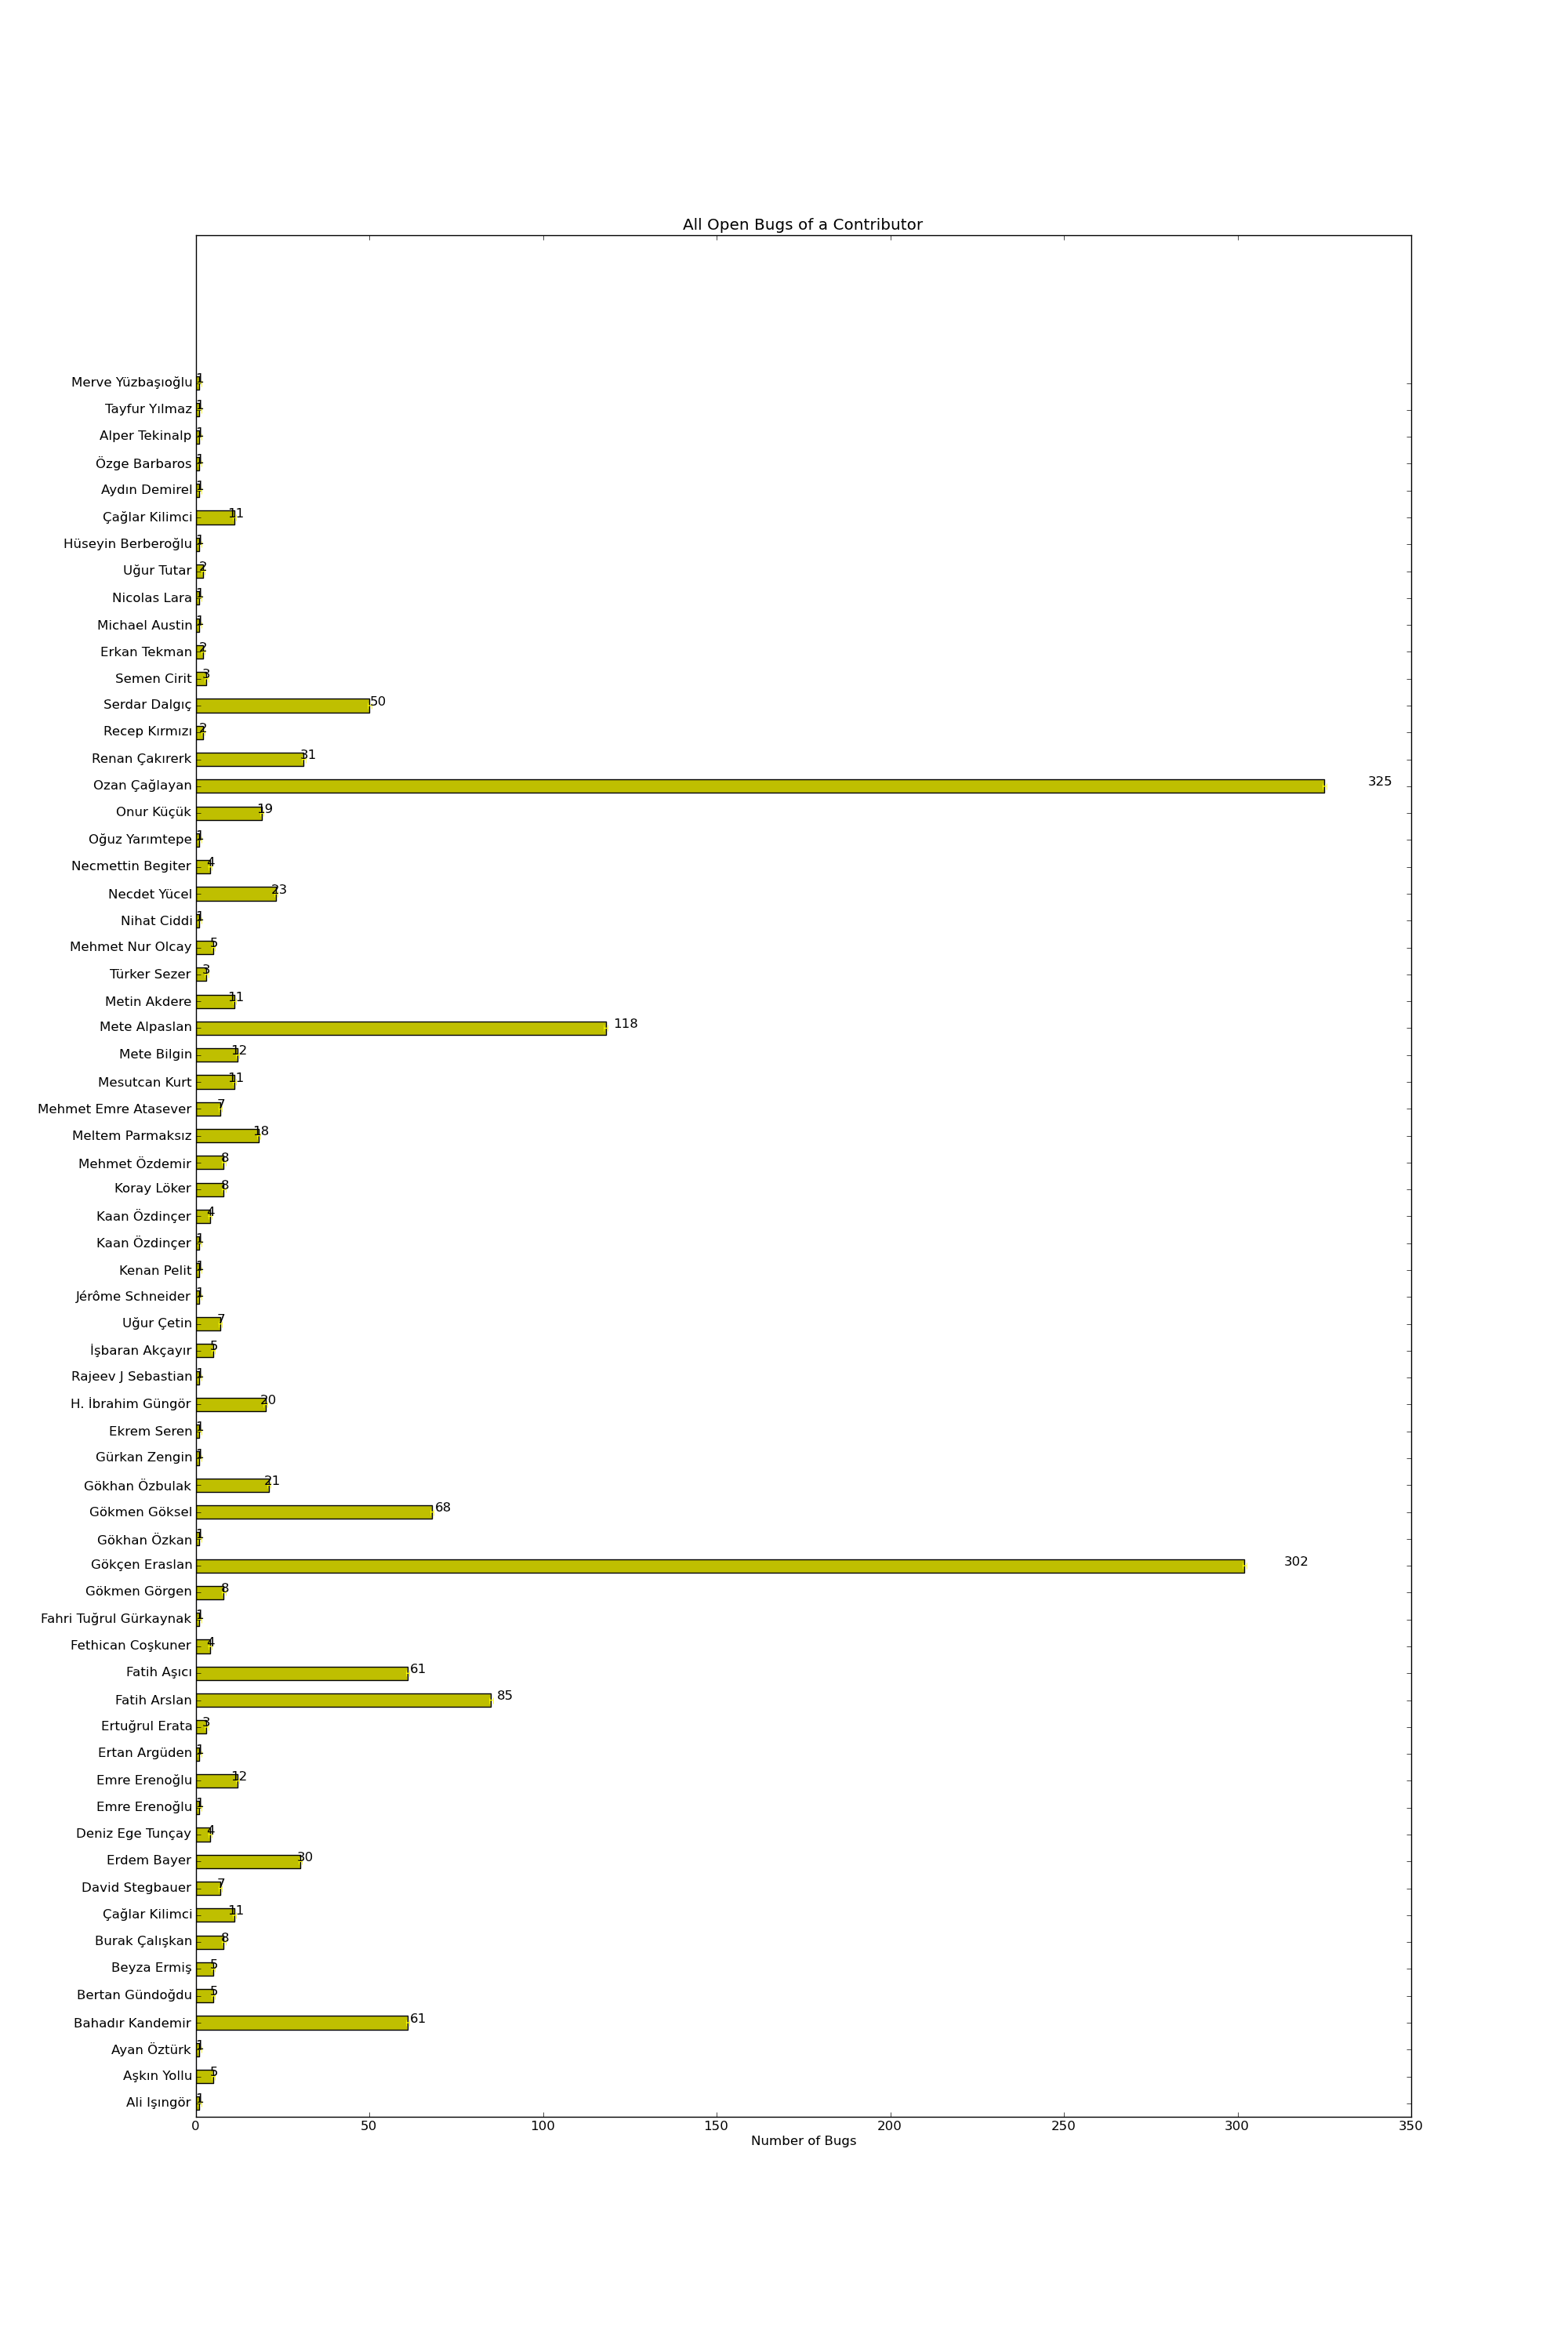 All Open Bugs of a Contributor
Merve Yüzbaşıoğlu 1
Tayfur Yılmaz 1
Alper Tekinalp 1
Özge Barbaros 1
Aydın Demirel 1
Çağlar Kilimci 11
Hüseyin Berberoğlu 1
Uğur Tutar 2
Nicolas Lara 1
Michael Austin 1
Erkan Tekman 2
Semen Cirit 3
Serdar Dalgıç 50
Recep Kırmızı 2
Renan Çakırerk 31
Ozan Çağlayan 325
Onur Küçük 19
Oğuz Yarımtepe 1
Necmettin Begiter 4
Necdet Yücel 23
Nihat Ciddi 1
Mehmet Nur Olcay 5
Türker Sezer 3
Metin Akdere 11
Mete Alpaslan 118
Mete Bilgin 12
Mesutcan Kurt 11
Mehmet Emre Atasever 7
Meltem Parmaksız 18
Mehmet Özdemir 8
Koray Löker 8
Kaan Özdinçer 4
Kaan Özdinçer 1
Kenan Pelit 1
Jérôme Schneider 1
Uğur Çetin 7
İşbaran Akçayır 5
Rajeev J Sebastian 1
H. İbrahim Güngör 20
Ekrem Seren 1
Gürkan Zengin 1
Gökhan Özbulak 21
Gökmen Göksel 68
Gökhan Özkan 1
Gökçen Eraslan 302
Gökmen Görgen 8
Fahri Tuğrul Gürkaynak 1
Fethican Coşkuner 4
Fatih Aşıcı 61
Fatih Arslan 85
Ertuğrul Erata 3
Ertan Argüden 1
Emre Erenoğlu 12
Emre Erenoğlu 1
Deniz Ege Tunçay 4
Erdem Bayer 30
David Stegbauer 7
Çağlar Kilimci 11
Burak Çalışkan 8
Beyza Ermiş 5
Bertan Gündoğdu 5
Bahadır Kandemir 61
Ayan Öztürk 1
Aşkın Yollu 5
Ali Işıngör 1
0 50 100 150 200 250 300 350
Number of Bugs